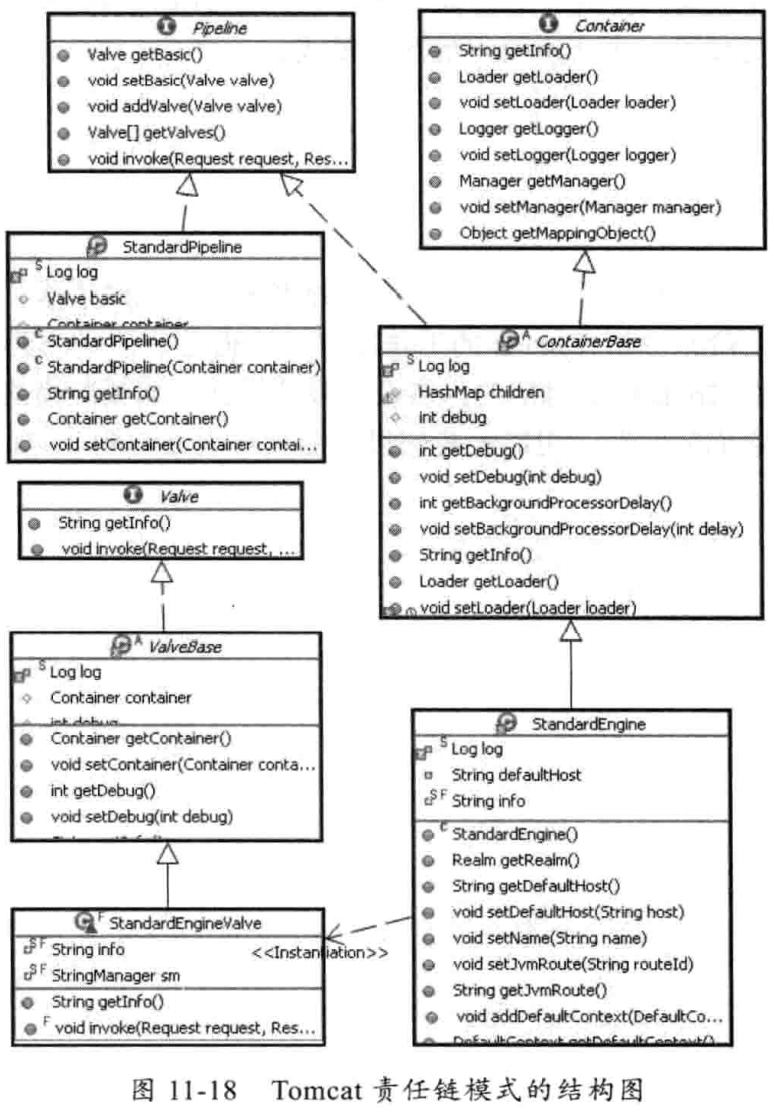 Pipeline
Valve getBasic()
void setBasic(Valve valve)
void addValve(Valve valve)
Valve[] getValves()
void invoke(Request request, Res...
Container
String getInfo()
Loader getLoader()
void setLoader(Loader loader)
Logger getLogger()
void setLogger(Logger logger)
Manager getManager()
void setManager(Manager manager)
Object getMappingObject()
StandardPipeline
S Log log
Valve basic
Container container
C StandardPipeline()
C StandardPipeline(Container container)
String getInfo()
Container getContainer()
void setContainer(Container contai...
A ContainerBase
S Log log
HashMap children
int debug
int getDebug()
void setDebug(int debug)
int getBackgroundProcessorDelay()
void setBackgroundProcessorDelay(int delay)
String getInfo()
Loader getLoader()
void setLoader(Loader loader)
Valve
String getInfo()
void invoke(Request request, ...
A ValveBase
S Log log
Container container
int debug
Container getContainer()
void setContainer(Container conta...
int getDebug()
void setDebug(int debug)
StandardEngine
S Log log
String defaultHost
S F String info
C StandardEngine()
Realm getRealm()
String getDefaultHost()
void setDefaultHost(String host)
void setName(String name)
void setJvmRoute(String routeId)
String getJvmRoute()
void addDefaultContext(DefaultCo...
DefaultContext getDefaultContext()
F StandardEngineValve
S F String info
S F StringManager sm
String getInfo()
F void invoke(Request request, Res...
<<Instantiation>>
图 11-18 Tomcat 责任链模式的结构图